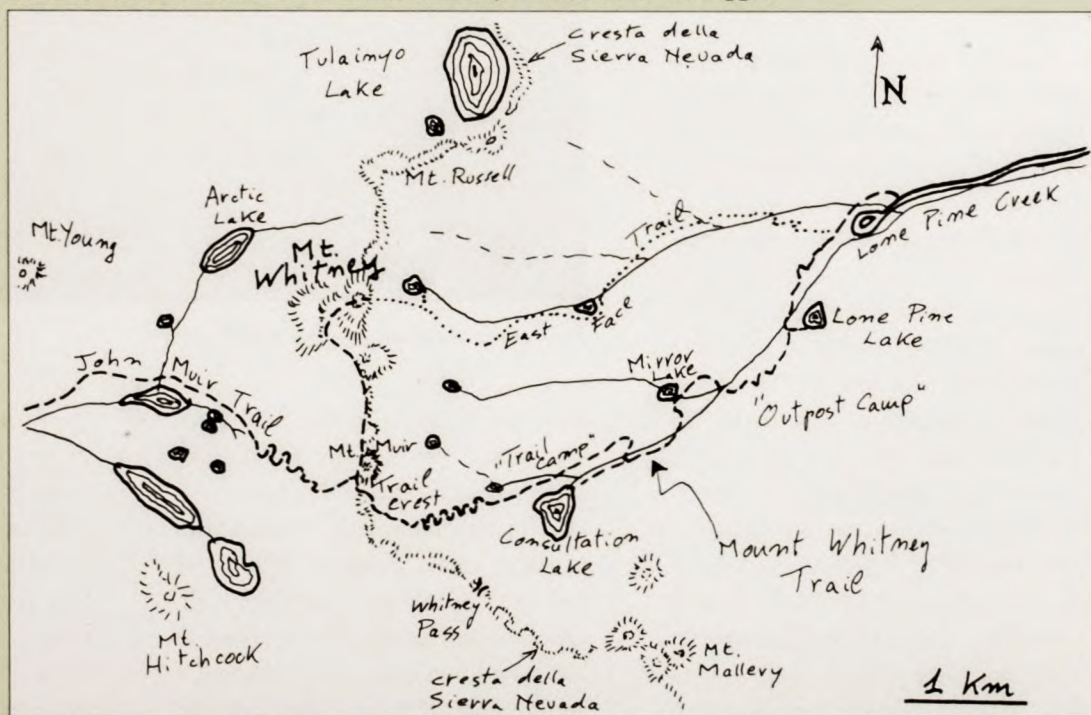 cresta della
Sierra Nevada
Tulainyo
Lake
N
Mt. Russell
Arctic
Lake
Mt. Young
Mt.
Whitney
Trail
Lone Pine Creek
East Face
Lone Pine
Lake
John Muir Trail
Mirror
Lake
"Outpost Camp"
Mt. Muir
"Trail Camp"
Trail
Crest
Consultation
Lake
Mount Whitney
Trail
Whitney
Pass
Mt.
Hitchcock
Mt.
Mallery
cresta della
Sierra Nevada
1 Km